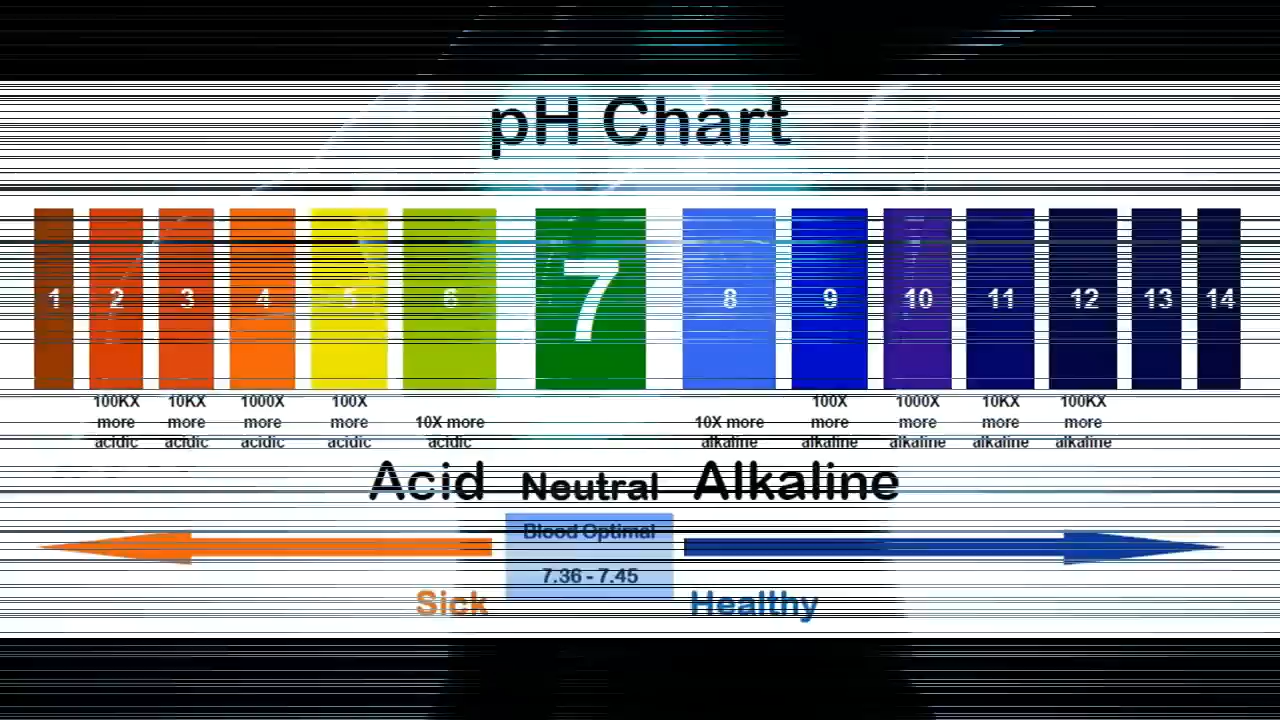 pH Chart
1 2 3 4 5 6 7 8 9 10 11 12 13 14
100KX 10KX 1000X 100X 100X 1000X 10KX 100KX
more more more more 10X more 10X more more more more more
acidic acidic acidic acidic acidic alkaline alkaline alkaline alkaline alkaline
Acid Neutral Alkaline
Blood Optimal
7.36 - 7.45
Sick Healthy